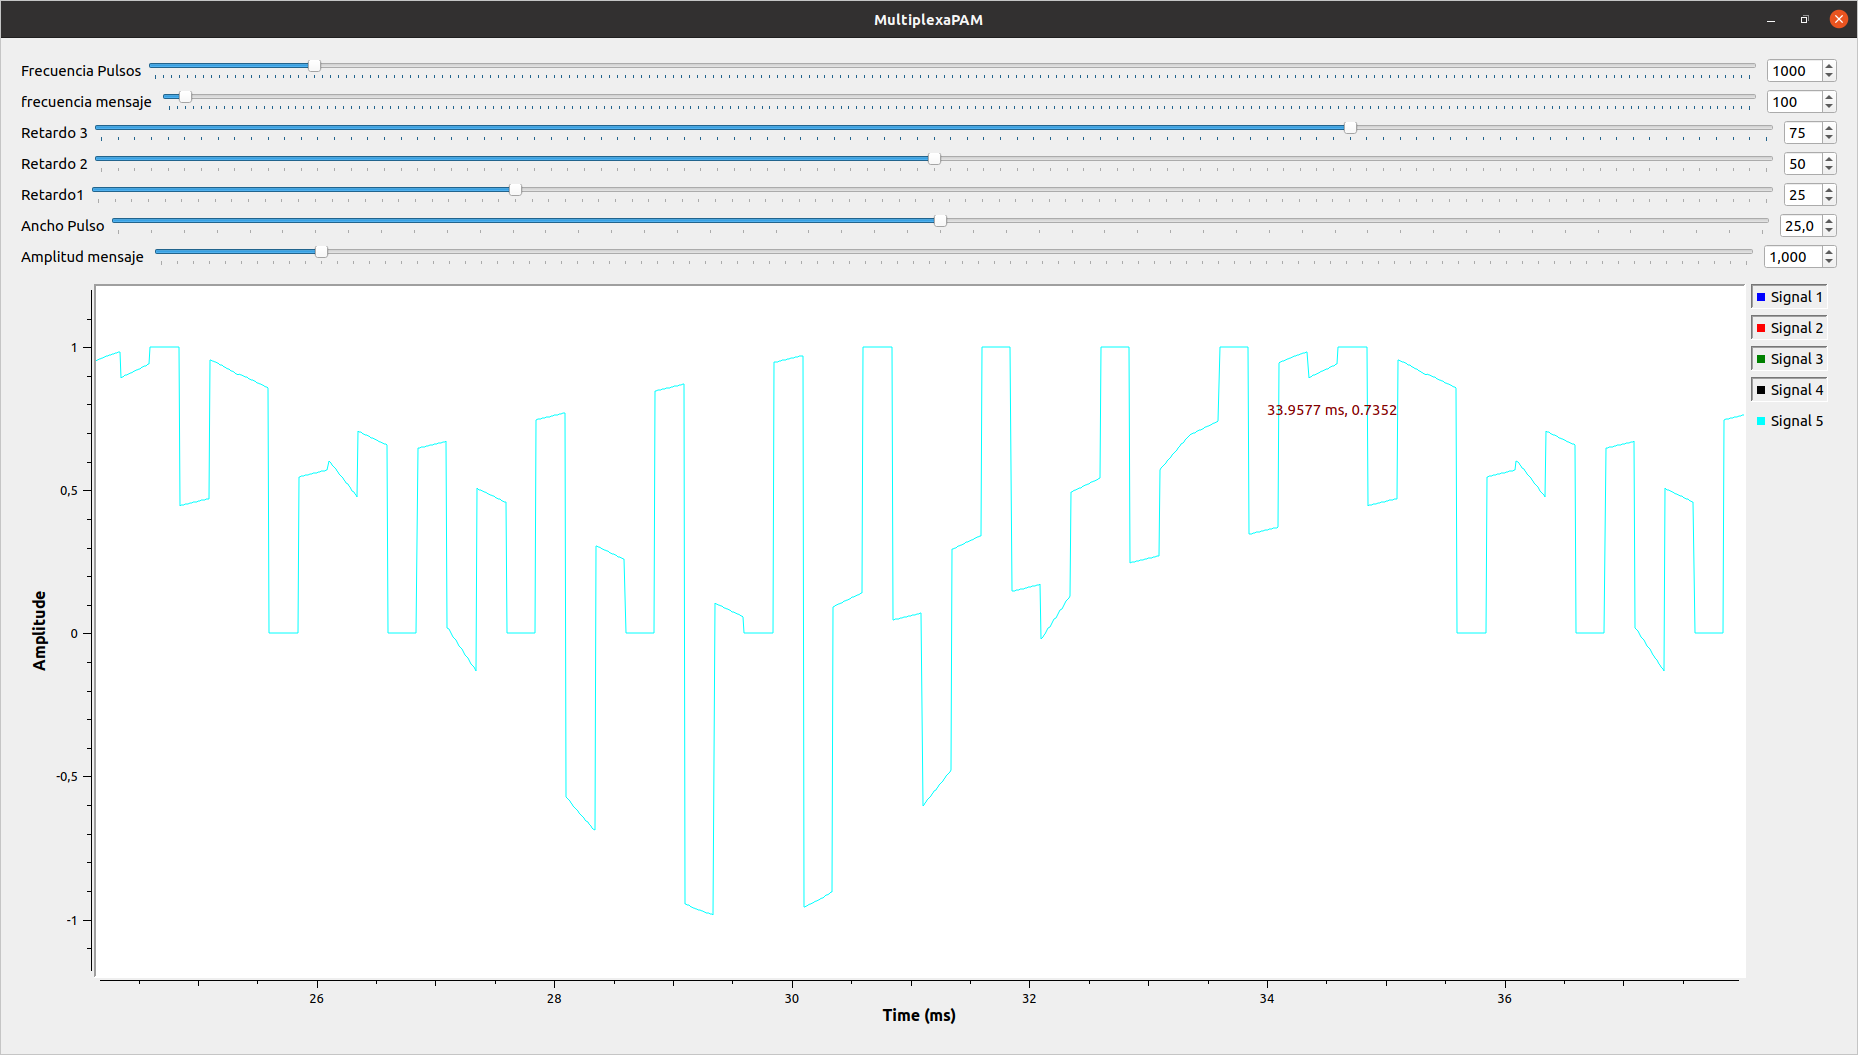 MultiplexaPAM
Frecuencia Pulsos 1000
frecuencia mensaje 100
Retardo 3 75
Retardo 2 50
Retardo1 25
Ancho Pulso 25,0
Amplitud mensaje 1,000
Signal 1
Signal 2
Signal 3
Signal 4
Signal 5
1
0,5
0
-0,5
-1
Amplitude
33.9577 ms, 0.7352
26 28 30 32 34 36
Time (ms)